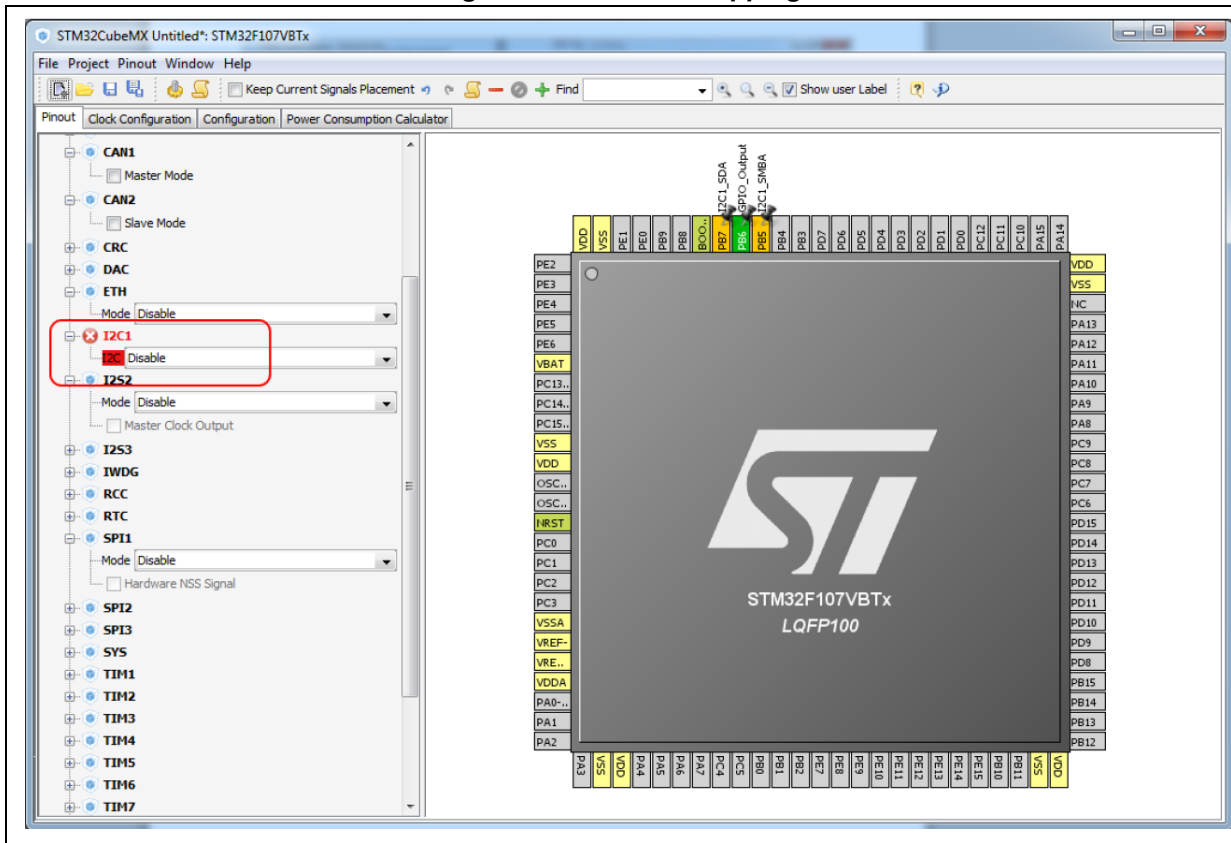 STM32CubeMX Untitled*: STM32F107VBTx
File Project Pinout Window Help
Keep Current Signals Placement Find Show user Label
Pinout Clock Configuration Configuration Power Consumption Calculator
CAN1
Master Mode
CAN2
Slave Mode
CRC
DAC
ETH
Mode Disable
I2C1
I2C Disable
I2S2
Mode Disable
Master Clock Output
I2S3
IWDG
RCC
RTC
SPI1
Mode Disable
Hardware NSS Signal
SPI2
SPI3
SYS
TIM1
TIM2
TIM3
TIM4
TIM5
TIM6
TIM7
I2C1_SDA
GPIO_Output
I2C1_SMBA
VDD VSS PE1 PE0 PB9 PB8 BOO.. PB7 PB6 PB5 PB4 PB3 PD7 PD6 PD5 PD4 PD3 PD2 PD1 PD0 PC12 PC11 PC10 PA15 PA14
PE2
PE3
PE4
PE5
PE6
VBAT
PC13..
PC14..
PC15..
VSS
VDD
OSC..
OSC..
NRST
PC0
PC1
PC2
PC3
VSSA
VREF-
VRE..
VDDA
PA0-..
PA1
PA2
STM32F107VBTx
LQFP100
VDD
VSS
NC
PA13
PA12
PA11
PA10
PA9
PA8
PC9
PC8
PC7
PC6
PD15
PD14
PD13
PD12
PD11
PD10
PD9
PD8
PB15
PB14
PB13
PB12
PA3 VSS VDD PA4 PA5 PA6 PA7 PC4 PC5 PB0 PB1 PB2 PE7 PE8 PE9 PE10 PE11 PE12 PE13 PE14 PE15 PB10 PB11 VSS VDD